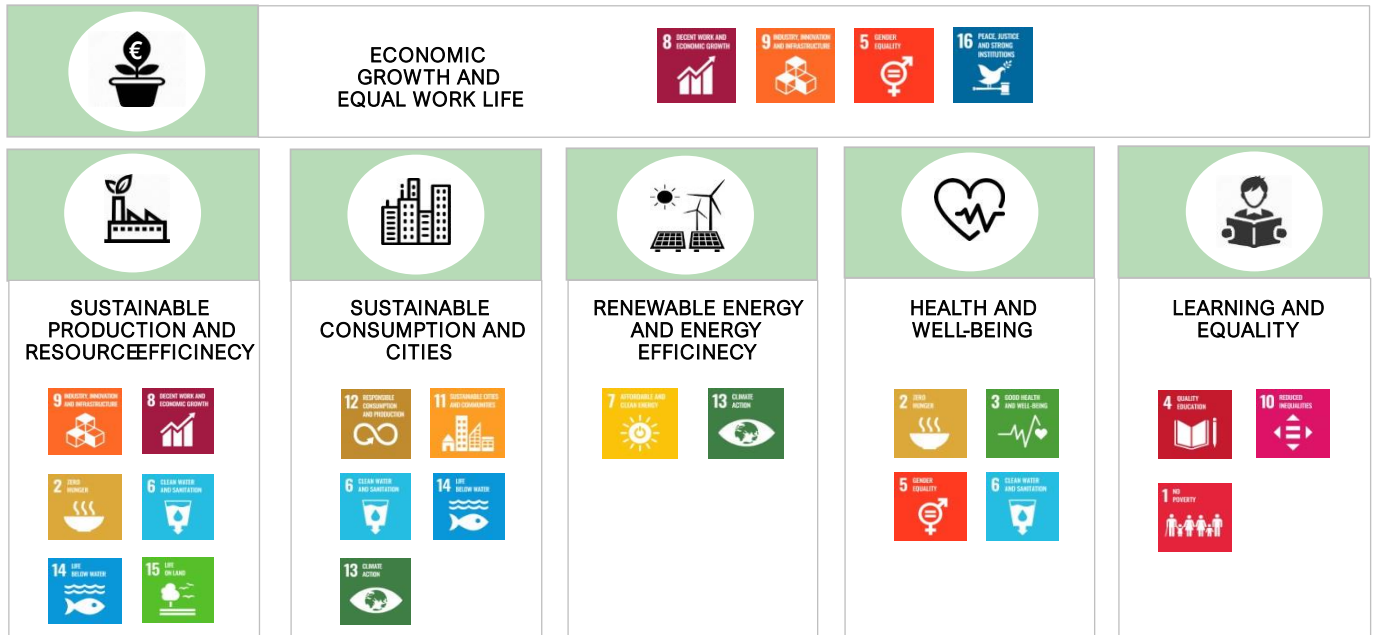 €
ECONOMIC
GROWTH AND
EQUAL WORK LIFE
8 DECENT WORK AND
ECONOMIC GROWTH
9 INDUSTRY, INNOVATION
AND INFRASTRUCTURE
5 GENDER
EQUALITY
16 PEACE, JUSTICE
AND STRONG
INSTITUTIONS
SUSTAINABLE
PRODUCTION AND
RESOURCEEFFICINECY
9 INDUSTRY, INNOVATION
AND INFRASTRUCTURE
8 DECENT WORK AND
ECONOMIC GROWTH
2 ZERO
HUNGER
6 CLEAN WATER
AND SANITATION
14 LIFE
BELOW WATER
15 LIFE
ON LAND
SUSTAINABLE
CONSUMPTION AND
CITIES
12 RESPONSIBLE
CONSUMPTION
AND PRODUCTION
11 SUSTAINABLE CITIES
AND COMMUNITIES
6 CLEAN WATER
AND SANITATION
14 LIFE
BELOW WATER
13 CLIMATE
ACTION
RENEWABLE ENERGY
AND ENERGY
EFFICINECY
7 AFFORDABLE AND
CLEAN ENERGY
13 CLIMATE
ACTION
HEALTH AND
WELL-BEING
2 ZERO
HUNGER
3 GOOD HEALTH
AND WELL-BEING
5 GENDER
EQUALITY
6 CLEAN WATER
AND SANITATION
LEARNING AND
EQUALITY
4 QUALITY
EDUCATION
10 REDUCED
INEQUALITIES
1 NO
POVERTY